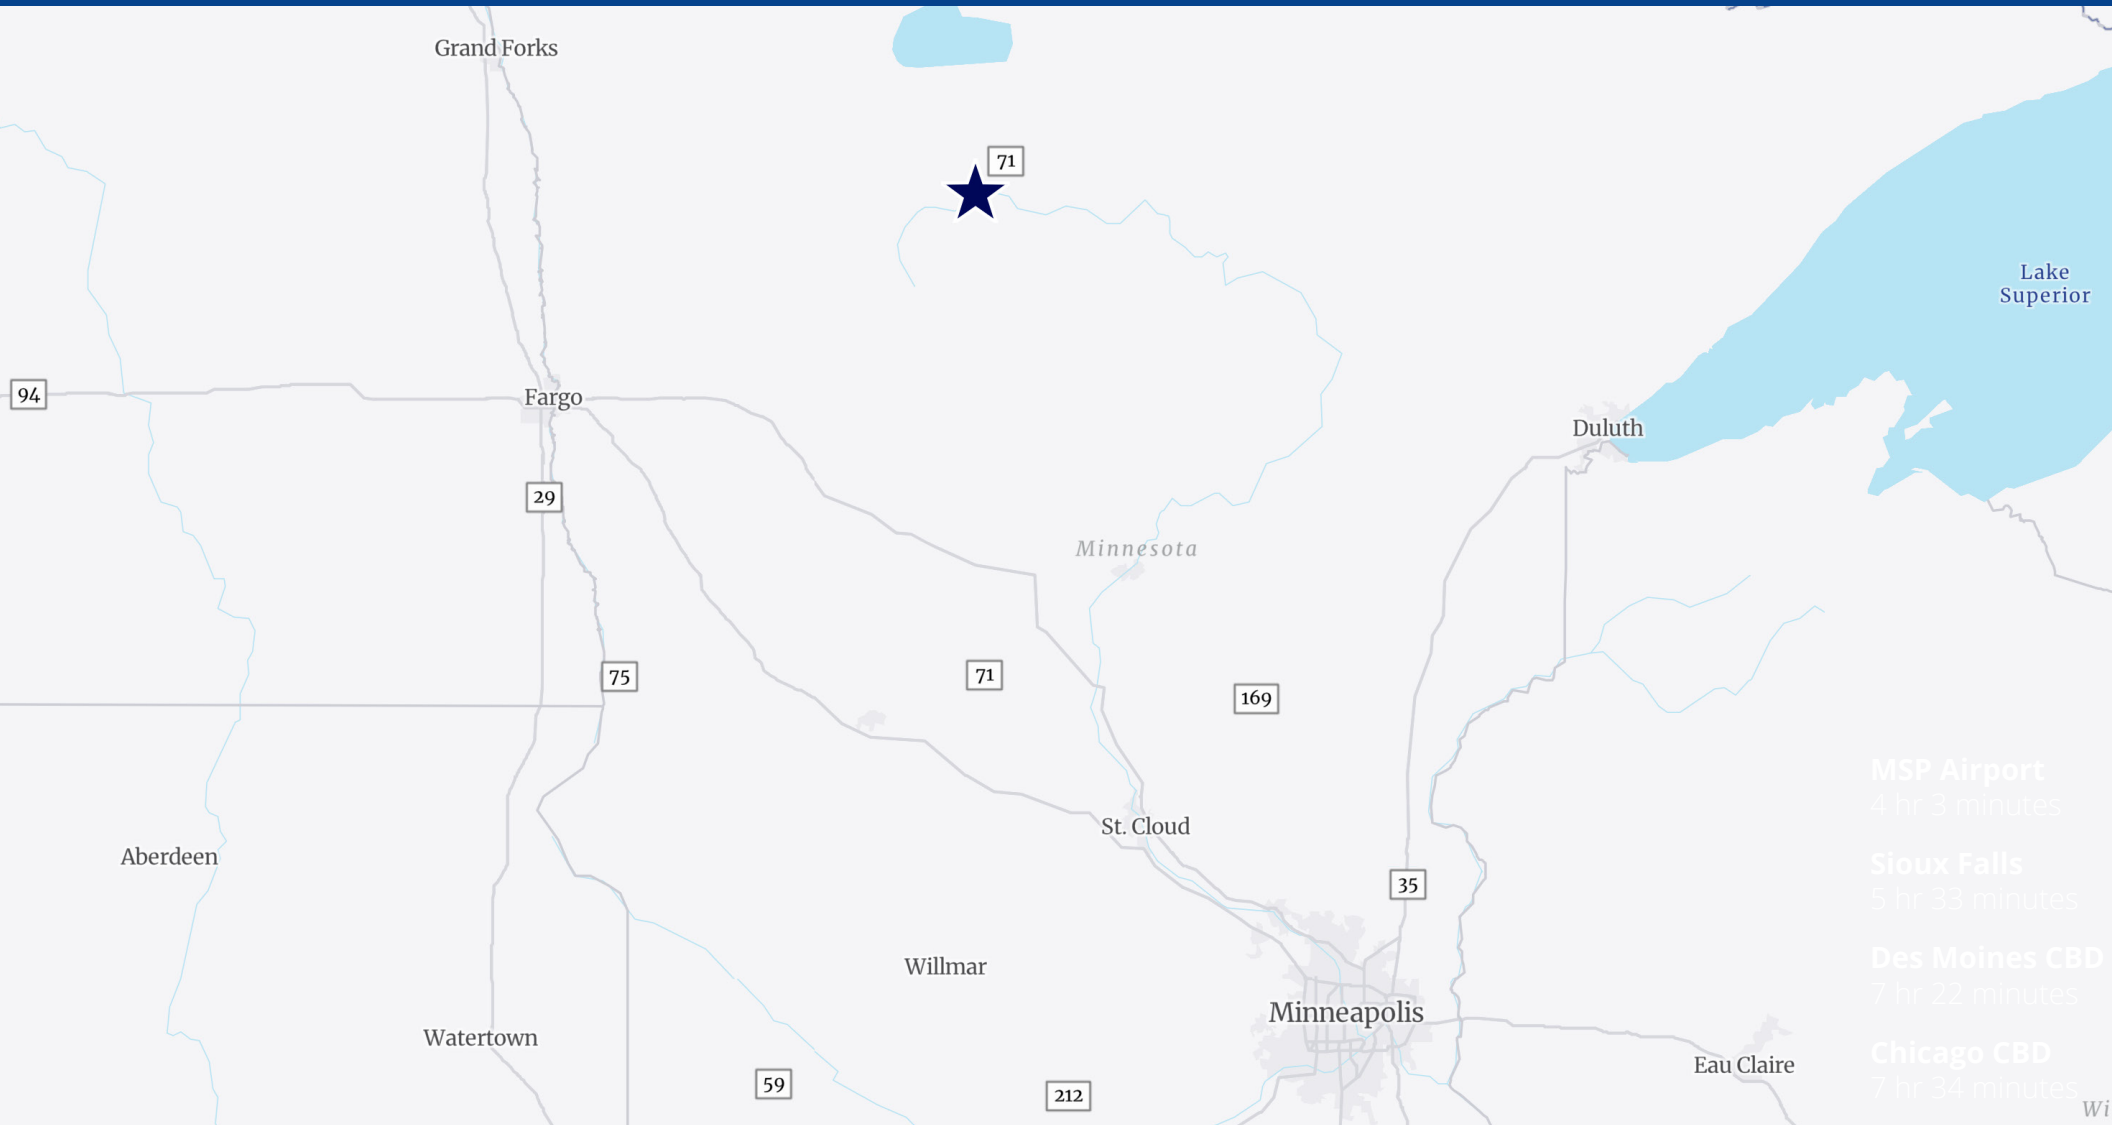 Grand Forks
71
Lake
Superior
94
Fargo
Duluth
29
Minnesota
75
71
169
MSP Airport
4 hr 3 minutes
St. Cloud
Aberdeen
Sioux Falls
5 hr 33 minutes
35
Willmar
Des Moines CBD
7 hr 22 minutes
Minneapolis
Watertown
Eau Claire
Chicago CBD
7 hr 34 minutes
59
212
Wi